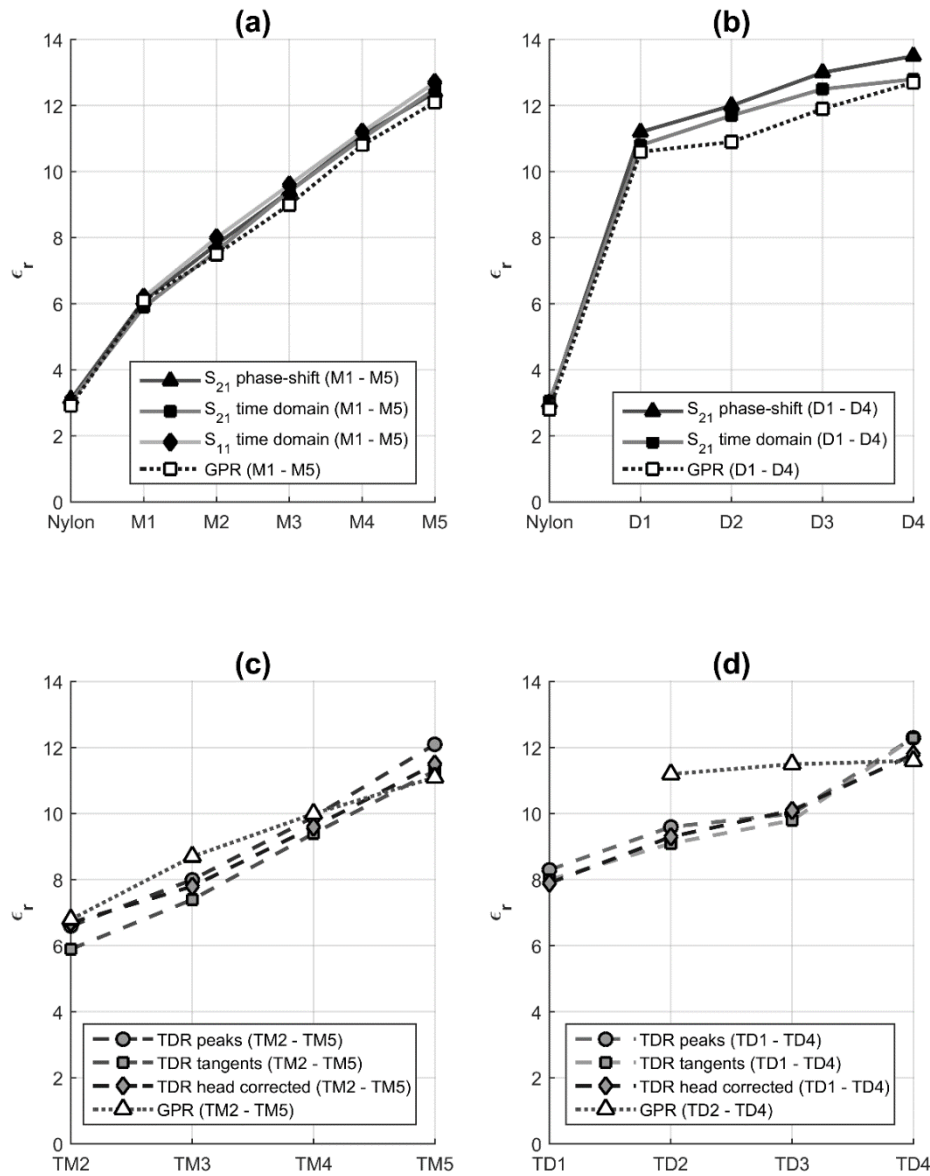 (a)
14
12
10
8
6
4
2
0
ϵr
S21 phase-shift (M1 - M5)
S21 time domain (M1 - M5)
S11 time domain (M1 - M5)
GPR (M1 - M5)
Nylon M1 M2 M3 M4 M5
(b)
14
12
10
8
6
4
2
0
ϵr
S21 phase-shift (D1 - D4)
S21 time domain (D1 - D4)
GPR (D1 - D4)
Nylon D1 D2 D3 D4
(c)
14
12
10
8
6
4
2
0
ϵr
TDR peaks (TM2 - TM5)
TDR tangents (TM2 - TM5)
TDR head corrected (TM2 - TM5)
GPR (TM2 - TM5)
TM2 TM3 TM4 TM5
(d)
14
12
10
8
6
4
2
0
ϵr
TDR peaks (TD1 - TD4)
TDR tangents (TD1 - TD4)
TDR head corrected (TD1 - TD4)
GPR (TD2 - TD4)
TD1 TD2 TD3 TD4